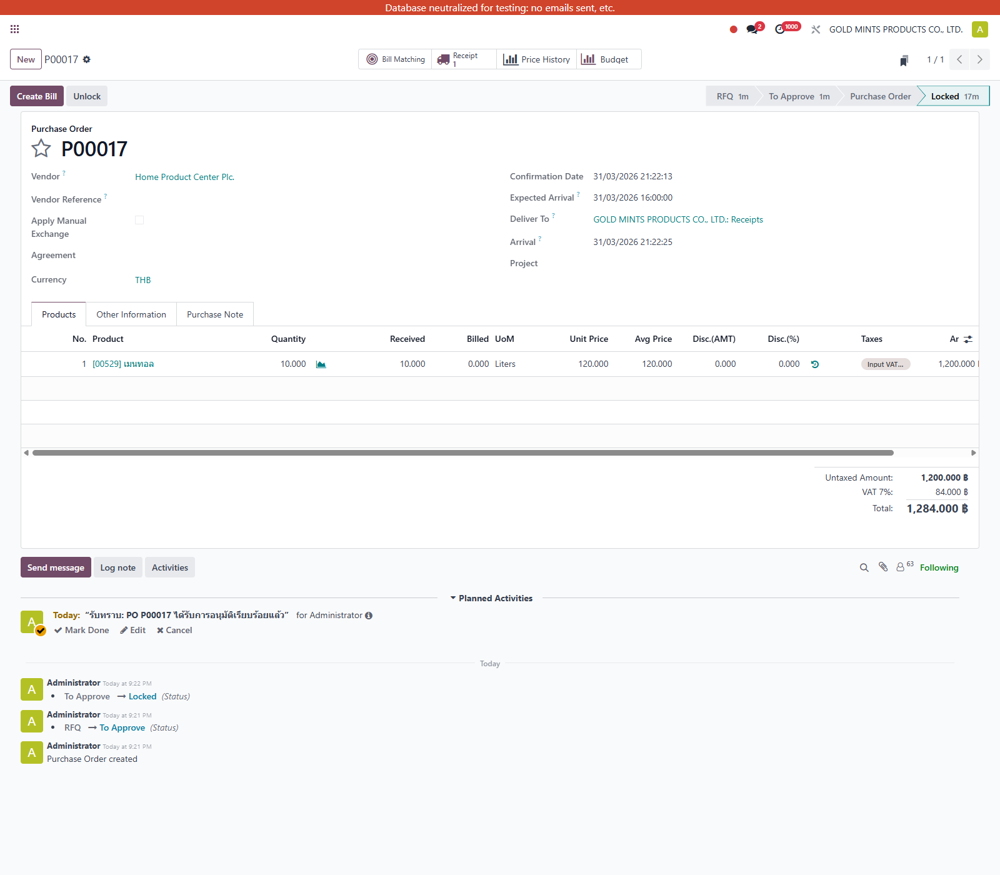 Database neutralized for testing: no emails sent, etc.
2
1000
GOLD MINTS PRODUCTS CO., LTD.
A
New
P00017
Bill Matching
Receipt
1
Price History
Budget
1 / 1
Create Bill
Unlock
RFQ 1m
To Approve 1m
Purchase Order
Locked 17m
Purchase Order
P00017
Vendor ?
Home Product Center Plc.
Vendor Reference ?
Apply Manual
Exchange
Agreement
Currency
THB
Confirmation Date
31/03/2026 21:22:13
Expected Arrival ?
31/03/2026 16:00:00
Deliver To ?
GOLD MINTS PRODUCTS CO., LTD.: Receipts
Arrival ?
31/03/2026 21:22:25
Project
Products
Other Information
Purchase Note
No. Product Quantity Received Billed UoM Unit Price Avg Price Disc.(AMT) Disc.(%) Taxes Ar
1 [00529] เมนทอล 10.000 10.000 0.000 Liters 120.000 120.000 0.000 0.000 Input VAT... 1,200.000
Untaxed Amount: 1,200.000 ฿
VAT 7%: 84.000 ฿
Total: 1,284.000 ฿
Send message
Log note
Activities
63
Following
Planned Activities
A
Today: “รับทราบ: PO P00017 ได้รับการอนุมัติเรียบร้อยแล้ว” for Administrator
Mark Done
Edit
Cancel
Today
A
Administrator Today at 9:22 PM
• To Approve → Locked (Status)
A
Administrator Today at 9:21 PM
• RFQ → To Approve (Status)
A
Administrator Today at 9:21 PM
Purchase Order created